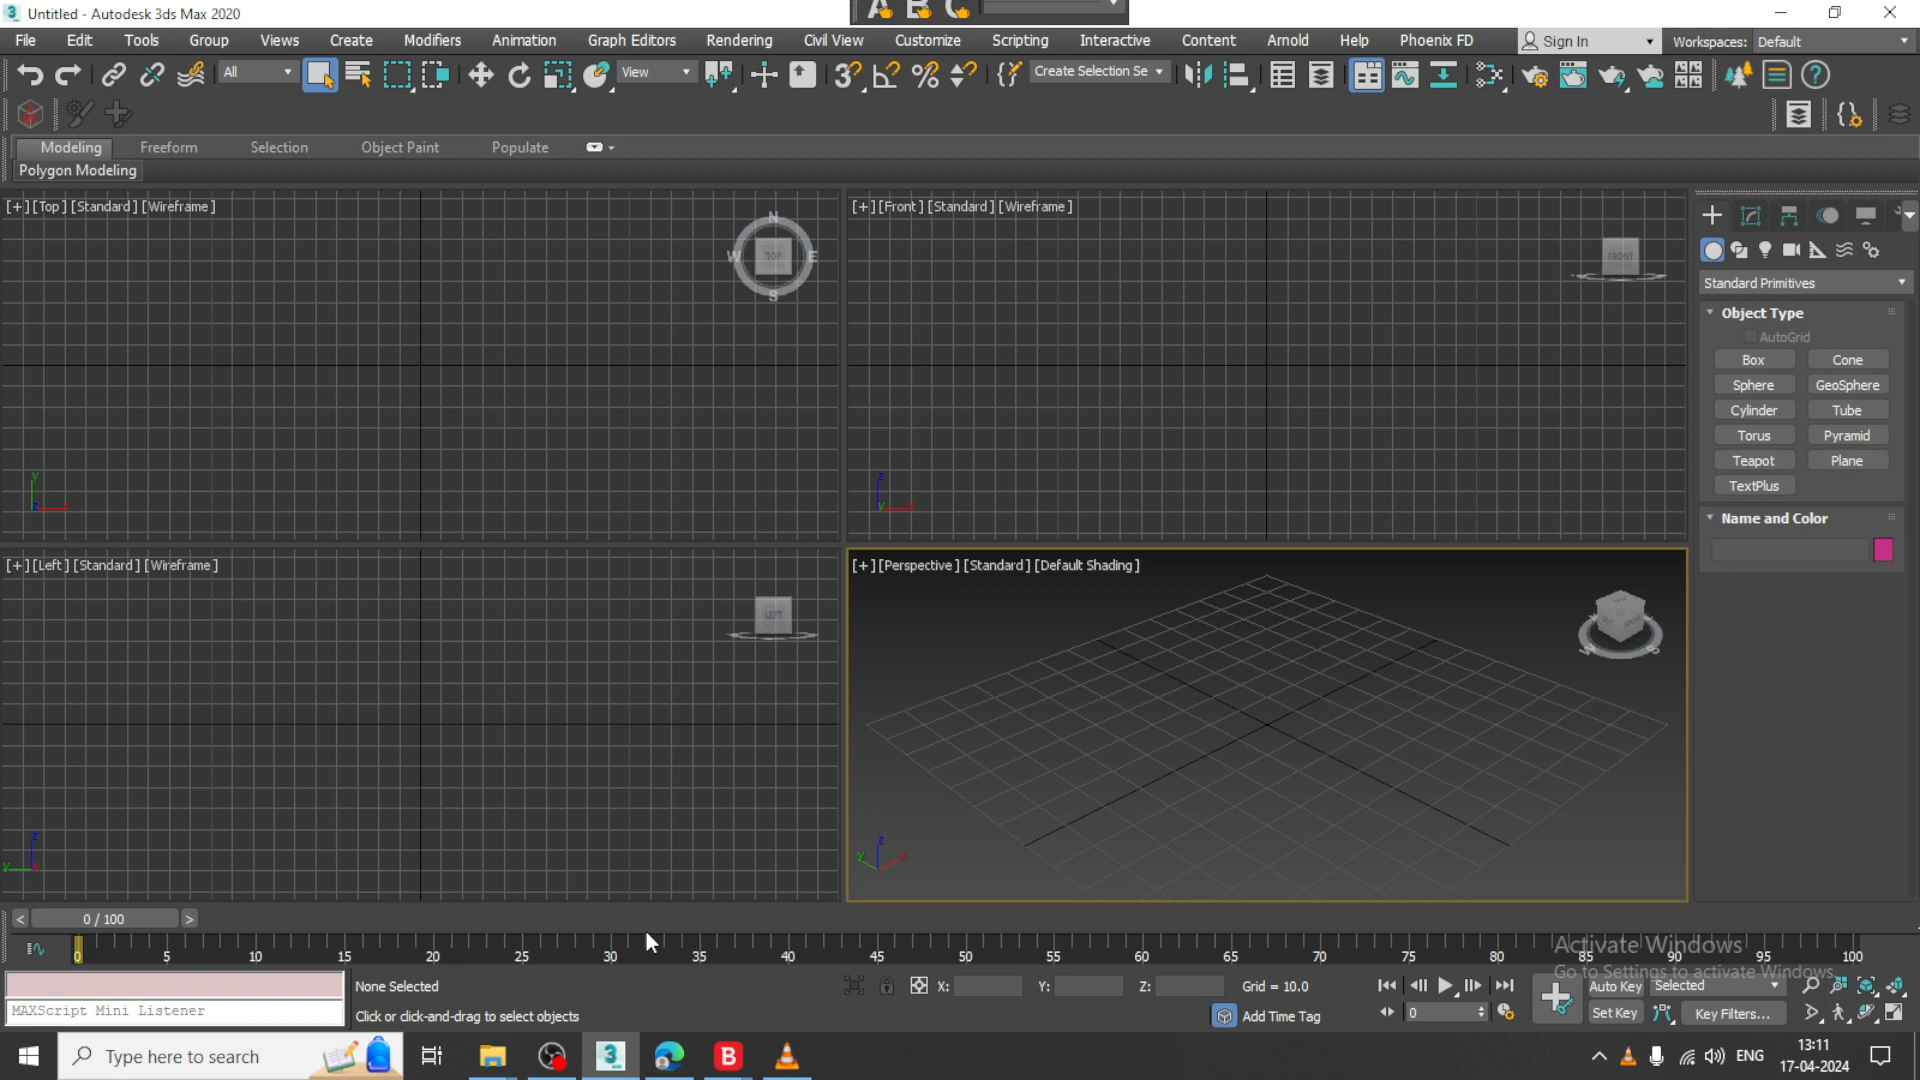 Untitled - Autodesk 3ds Max 2020
File Edit Tools Group Views Create Modifiers Animation Graph Editors Rendering Civil View Customize Scripting Interactive Content Arnold Help Phoenix FD Sign In Workspaces: Default
All View Create Selection Se
Modeling Freeform Selection Object Paint Populate
Polygon Modeling
[+][Top][Standard][Wireframe]
N
W TOP E
S
[+][Front][Standard][Wireframe]
FRONT
Standard Primitives
Object Type
AutoGrid
Box Cone
Sphere GeoSphere
Cylinder Tube
Torus Pyramid
Teapot Plane
TextPlus
Name and Color
y
z
[+][Left][Standard][Wireframe]
LEFT
[+][Perspective][Standard][Default Shading]
W S
z
y
z
y x
< 0 / 100 >
0 5 10 15 20 25 30 35 40 45 50 55 60 65 70 75 80 85 90 95 100
Activate Windows
Go to Settings to activate Windows.
MAXScript Mini Listener
None Selected
Click or click-and-drag to select objects
X: Y: Z: Grid = 10.0
Add Time Tag
0
Auto Key Selected
Set Key Key Filters...
Type here to search
3
B
ENG
13:11
17-04-2024